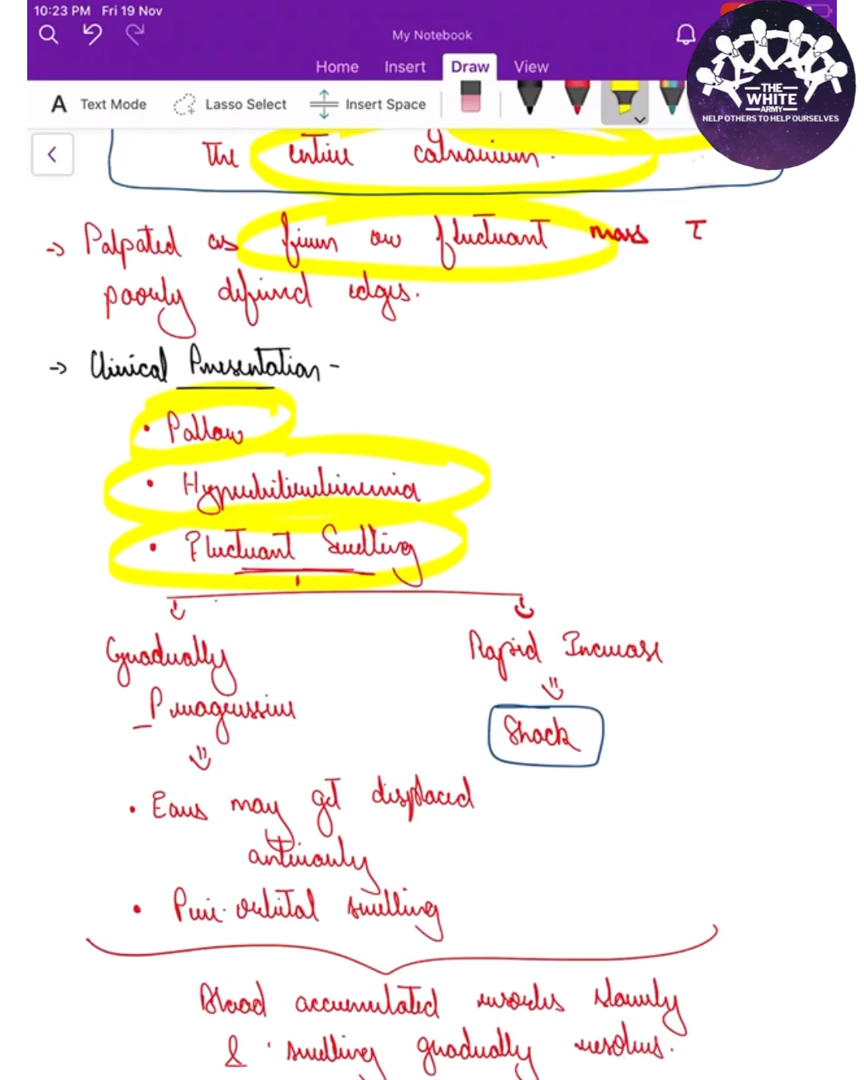 10:23 PM Fri 19 Nov
My Notebook
Home Insert Draw View
A Text Mode Lasso Select Insert Space
THE
WHITE
ARMY
HELP OTHERS TO HELP OURSELVES
The entire calvarium.
→ Palpated as firm or fluctuant mass c
poorly defined edges.
→ Clinical Presentation -
• Pallor
• Hyperbilirubinemia
• Fluctuant Swelling
Gradually
Progressive
Rapid Increase
Shock
• Ears may get displaced
anteriorly
• Peri-orbital swelling
Blood accumulated resorbes slowly
& swelling gradually resolves.